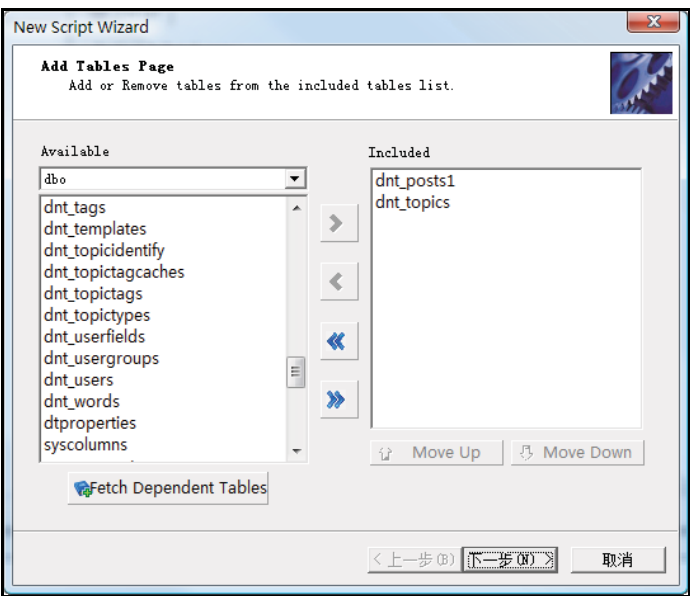 New Script Wizard
Add Tables Page
Add or Remove tables from the included tables list.
Available
dbo
dnt_tags
dnt_templates
dnt_topicidentify
dnt_topictagcaches
dnt_topictags
dnt_topictypes
dnt_userfields
dnt_usergroups
dnt_users
dnt_words
dtproperties
syscolumns
Fetch Dependent Tables
Included
dnt_posts1
dnt_topics
Move Up
Move Down
<上一步(B)
下一步(N)>
取消